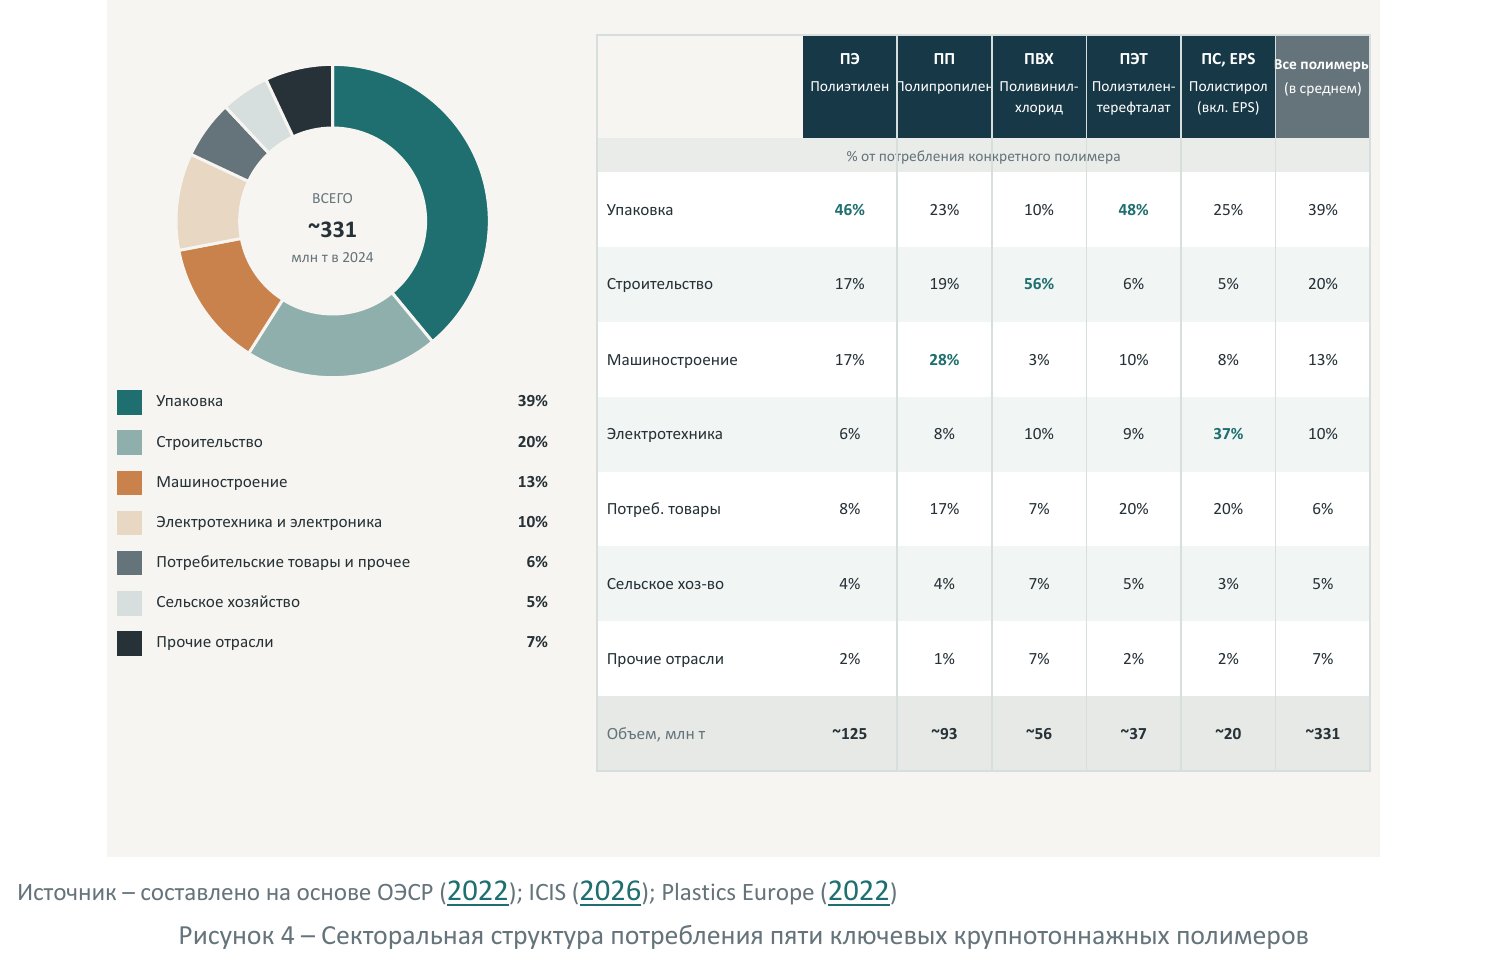 ВСЕГО
~331
млн т в 2024
Упаковка 39%
Строительство 20%
Машиностроение 13%
Электротехника и электроника 10%
Потребительские товары и прочее 6%
Сельское хозяйство 5%
Прочие отрасли 7%
ПЭ ПП ПВХ ПЭТ ПС, EPS Все полимеры
Полиэтилен Полипропилен Поливинил- Полиэтилен- Полистирол (в среднем)
хлорид терефталат (вкл. EPS)
% от потребления конкретного полимера
Упаковка 46% 23% 10% 48% 25% 39%
Строительство 17% 19% 56% 6% 5% 20%
Машиностроение 17% 28% 3% 10% 8% 13%
Электротехника 6% 8% 10% 9% 37% 10%
Потреб. товары 8% 17% 7% 20% 20% 6%
Сельское хоз-во 4% 4% 7% 5% 3% 5%
Прочие отрасли 2% 1% 7% 2% 2% 7%
Объем, млн т ~125 ~93 ~56 ~37 ~20 ~331
Источник – составлено на основе ОЭСР (2022); ICIS (2026); Plastics Europe (2022)
Рисунок 4 – Секторальная структура потребления пяти ключевых крупнотоннажных полимеров